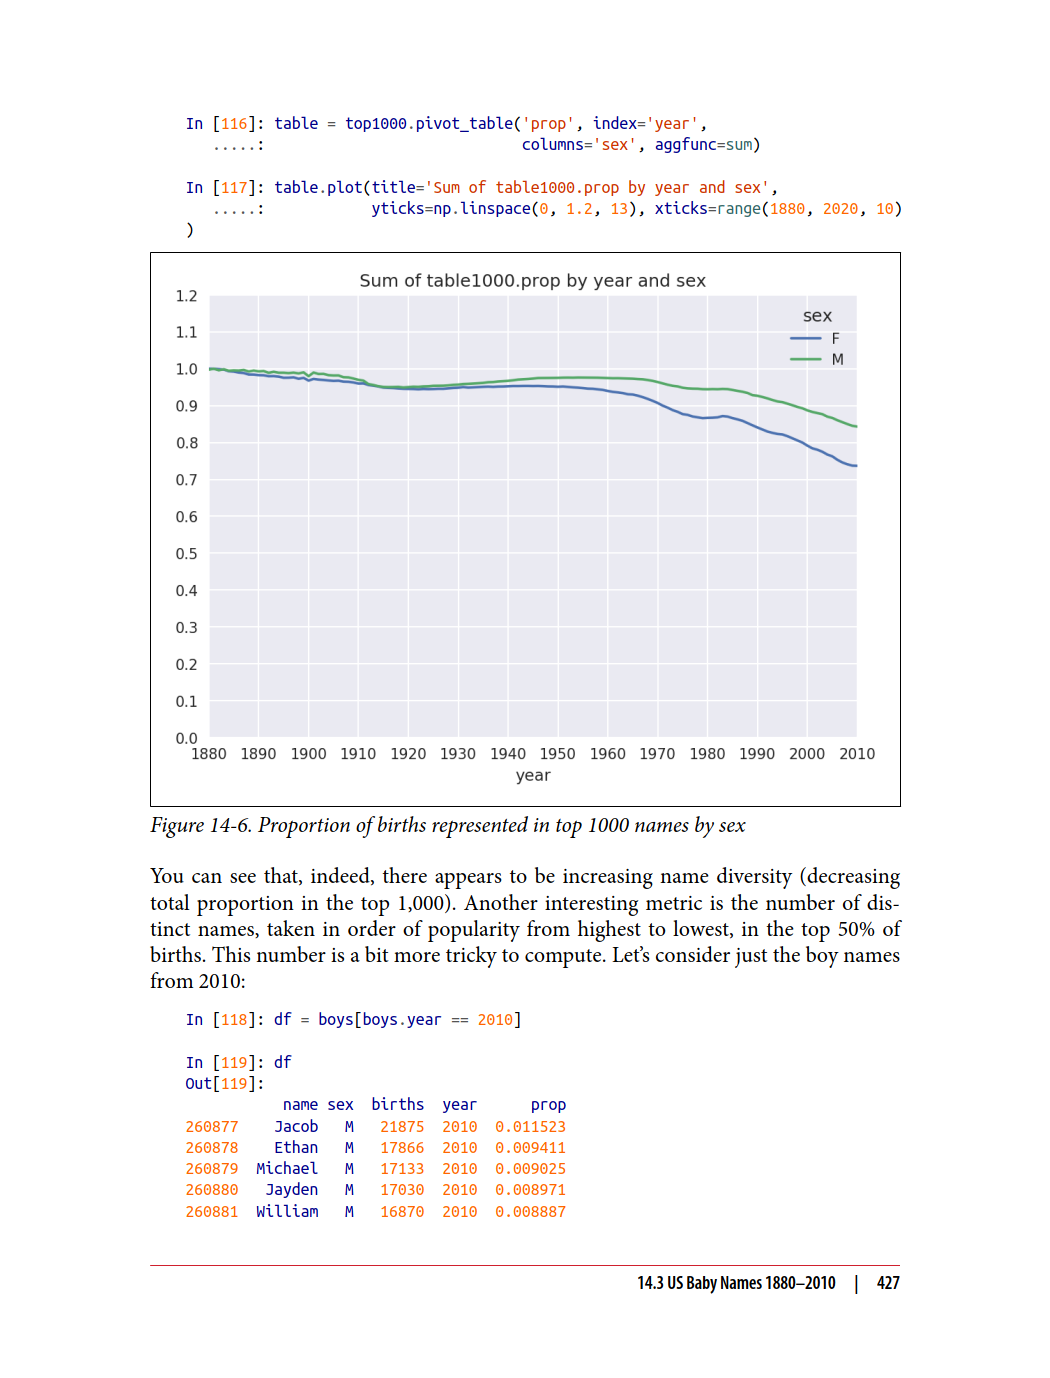 In [116]: table = top1000.pivot_table('prop', index='year',
   .....:                             columns='sex', aggfunc=sum)
In [117]: table.plot(title='Sum of table1000.prop by year and sex',
   .....:            yticks=np.linspace(0, 1.2, 13), xticks=range(1880, 2020, 10)
)
Sum of table1000.prop by year and sex
sex
F
M
1.2
1.1
1.0
0.9
0.8
0.7
0.6
0.5
0.4
0.3
0.2
0.1
0.0
1880 1890 1900 1910 1920 1930 1940 1950 1960 1970 1980 1990 2000 2010
year
Figure 14-6. Proportion of births represented in top 1000 names by sex
You can see that, indeed, there appears to be increasing name diversity (decreasing
total proportion in the top 1,000). Another interesting metric is the number of dis-
tinct names, taken in order of popularity from highest to lowest, in the top 50% of
births. This number is a bit more tricky to compute. Let's consider just the boy names
from 2010:
In [118]: df = boys[boys.year == 2010]
In [119]: df
Out[119]:
           name sex  births  year      prop
260877    Jacob   M   21875  2010  0.011523
260878    Ethan   M   17866  2010  0.009411
260879  Michael   M   17133  2010  0.009025
260880   Jayden   M   17030  2010  0.008971
260881  William   M   16870  2010  0.008887
14.3 US Baby Names 1880–2010 | 427